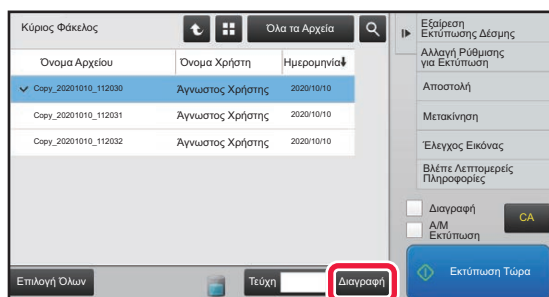 Κύριος Φάκελος
Όλα τα Αρχεία
Όνομα Αρχείου Όνομα Χρήστη Ημερομηνία
Copy_20201010_112030 Άγνωστος Χρήστης 2020/10/10
Copy_20201010_112031 Άγνωστος Χρήστης 2020/10/10
Copy_20201010_112032 Άγνωστος Χρήστης 2020/10/10
Επιλογή Όλων
Τεύχη
Διαγραφή
Εξαίρεση
Εκτύπωσης Δέσμης
Αλλαγή Ρύθμισης
για Εκτύπωση
Αποστολή
Μετακίνηση
Έλεγχος Εικόνας
Βλέπε Λεπτομερείς
Πληροφορίες
Διαγραφή
Α/Μ
Εκτύπωση
CA
Εκτύπωση Τώρα